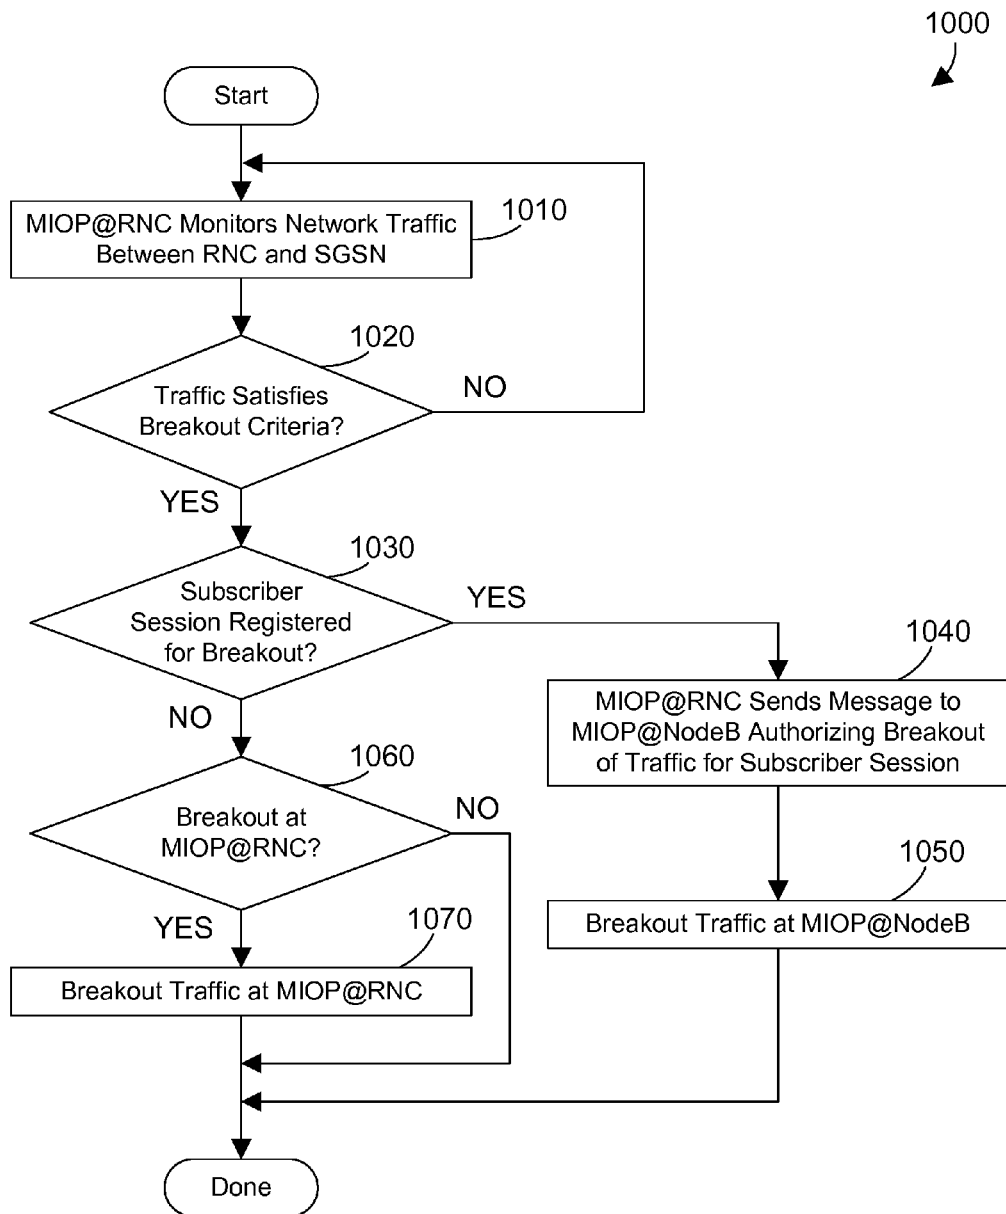 1000
Start
MIOP@RNC Monitors Network Traffic
Between RNC and SGSN
1010
1020
Traffic Satisfies
Breakout Criteria?
NO
YES
1030
Subscriber
Session Registered
for Breakout?
YES
NO
1040
MIOP@RNC Sends Message to
MIOP@NodeB Authorizing Breakout
of Traffic for Subscriber Session
1060
Breakout at
MIOP@RNC?
NO
YES
1050
Breakout Traffic at MIOP@NodeB
1070
Breakout Traffic at MIOP@RNC
Done